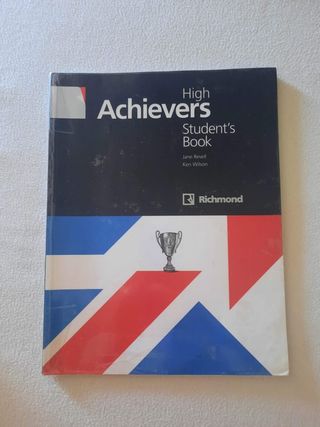 High
Achievers
Student's
Book
Jane Revell
Ken Wilson
Richmond